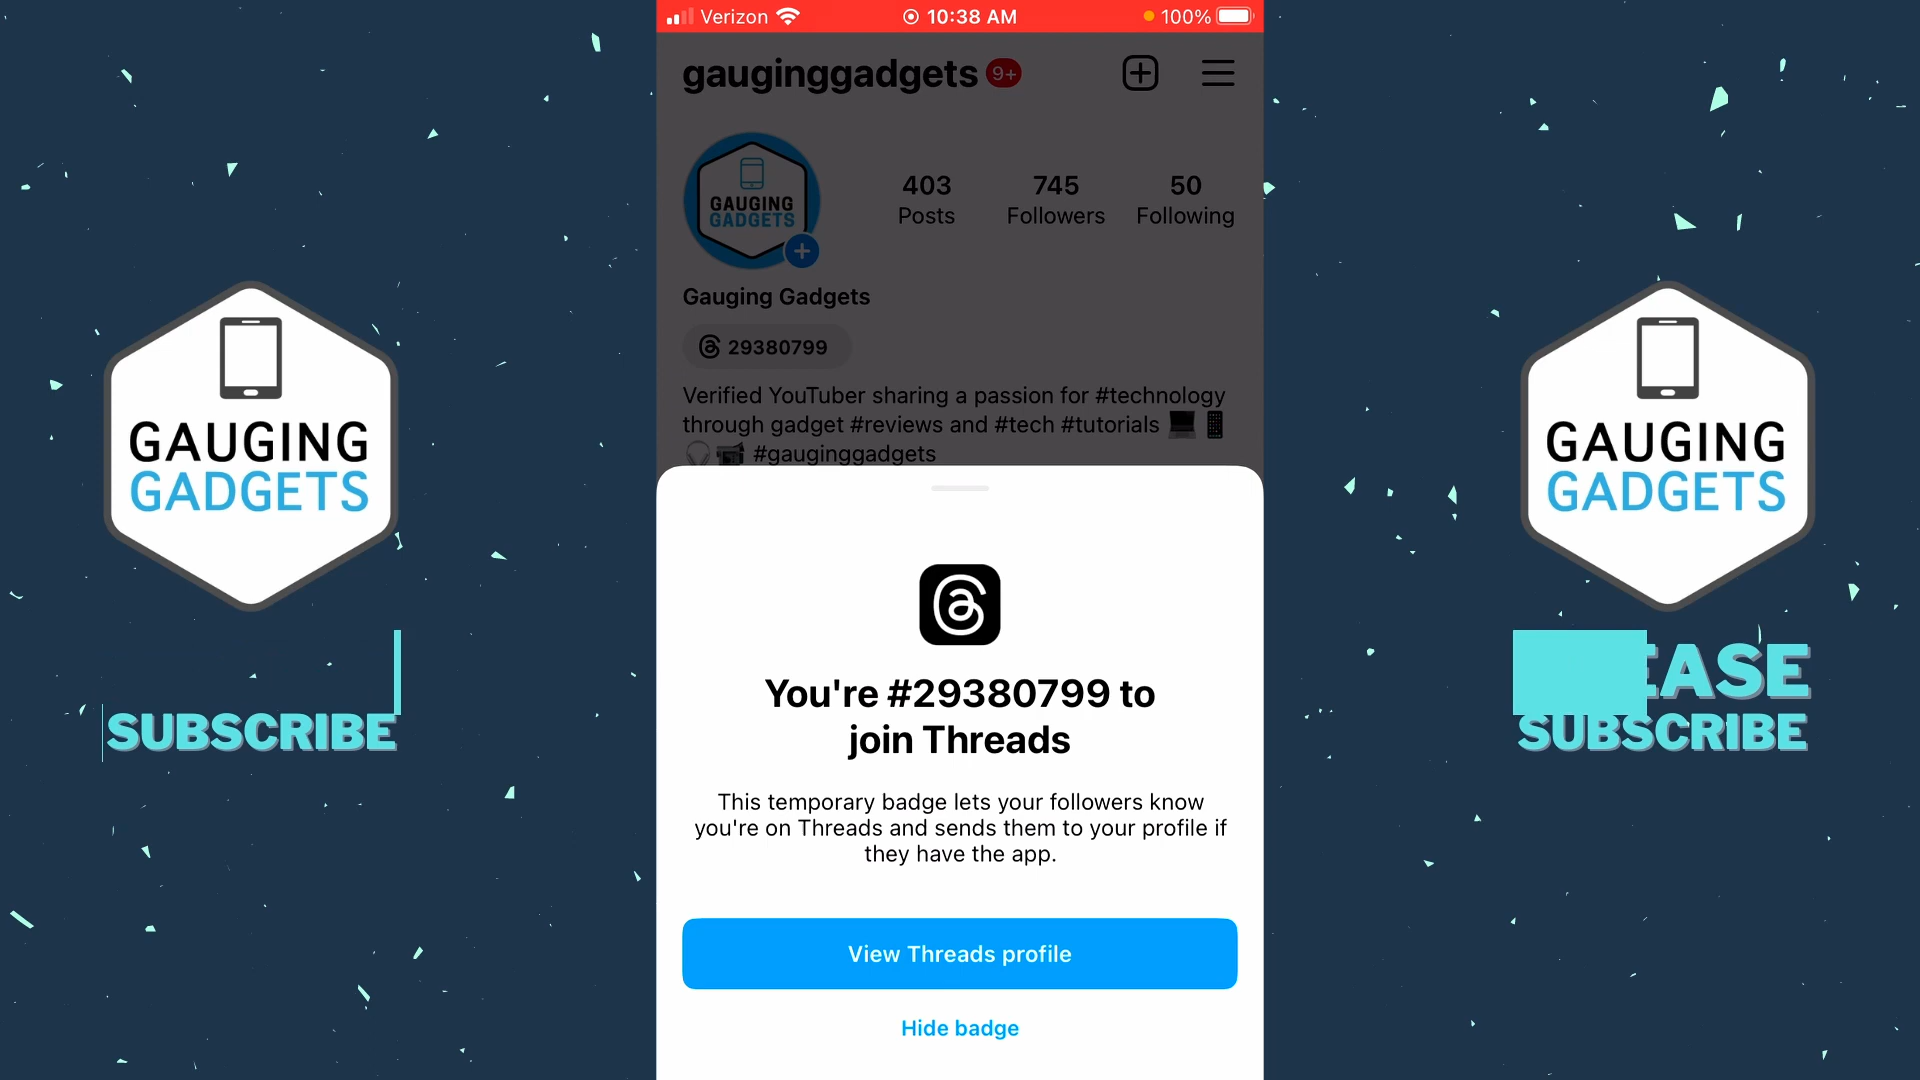 Verizon 10:38 AM 100%
gauginggadgets 9+
GAUGING
GADGETS
403 745 50
Posts Followers Following
Gauging Gadgets
29380799
Verified YouTuber sharing a passion for #technology
through gadget #reviews and #tech #tutorials
#gauginggadgets
You're #29380799 to
join Threads
This temporary badge lets your followers know
you're on Threads and sends them to your profile if
they have the app.
View Threads profile
Hide badge
GAUGING
GADGETS
SUBSCRIBE
GAUGING
GADGETS
EASE
SUBSCRIBE